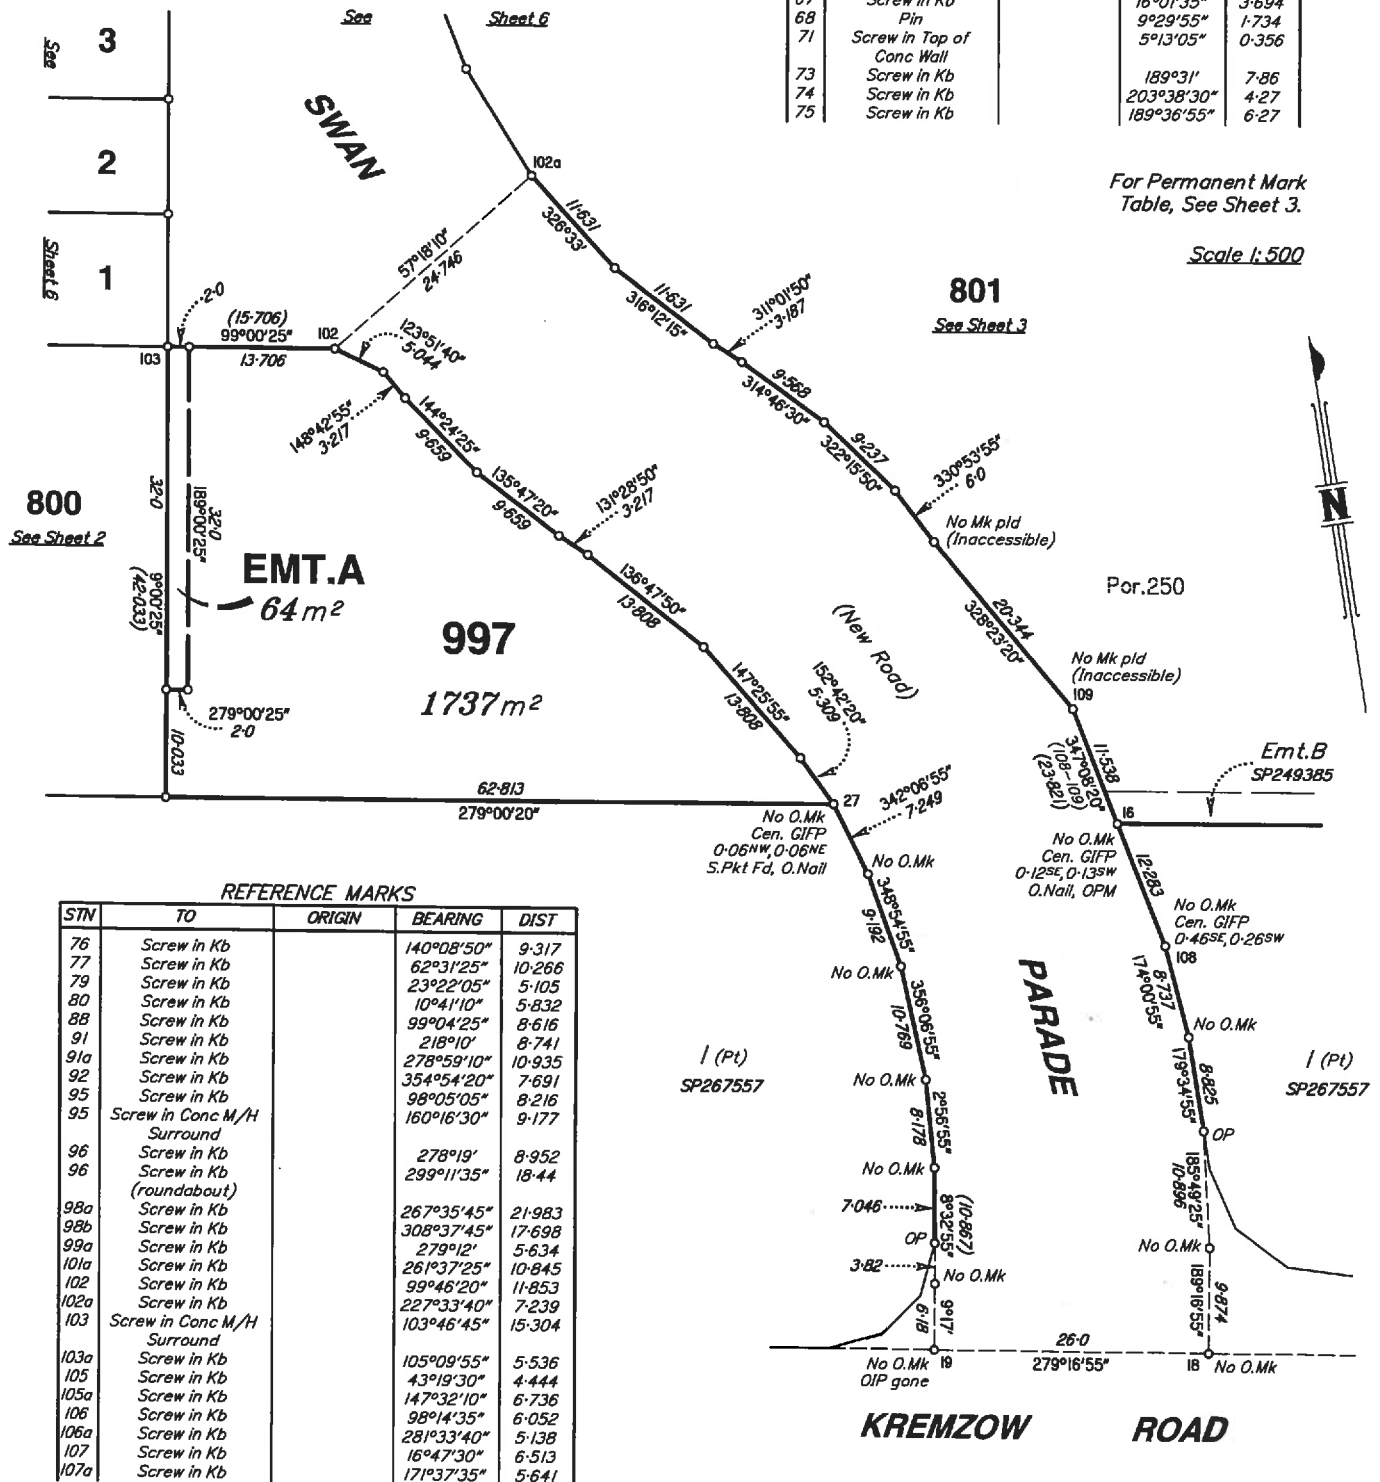 See Sheet 6
67 Screw in Kb 16°01'35" 3·694
68 Pin 9°29'55" 1·734
71 Screw in Top of 5°13'05" 0·356
Conc Wall
73 Screw in Kb 189°31' 7·86
74 Screw in Kb 203°38'30" 4·27
75 Screw in Kb 189°36'55" 6·27
See
3
2
Sheet 6
1
SWAN
102a
For Permanent Mark
Table, See Sheet 3.
Scale 1:500
11·631
326°33'
57°18'10"
24·746
11·631
316°12'15"
311°01'50"
3·187
801
See Sheet 3
2·0
(15·706)
99°00'25"
13·706
103
102
123°51'40"
5·044
9·568
314°46'30"
148°42'55"
3·217
144°24'25"
9·659
9·237
322°15'50"
330°53'55"
6·0
No Mk pld
(Inaccessible)
N
135°47'20"
9·659
131°28'50"
3·217
800
See Sheet 2
32·0
9°00'25"
(42·033)
32·0
189°00'25"
EMT.A
64m²
136°47'50"
13·808
997
1737m²
Por.250
20·344
328°23'20"
(New Road)
No Mk pld
(Inaccessible)
109
147°25'55"
13·808
152°42'20"
5·309
279°00'25"
2·0
10·033
11·538
347°08'20"
(108-109)
(23·821)
Emt.B
SP249385
62·813
279°00'20"
27
342°06'55"
7·249
No O.Mk
Cen. GIFP
0·06NW,0·06NE
S.Pkt Fd, O.Nail
16
No O.Mk
Cen. GIFP
0·12SE,0·13SW
O.Nail, OPM
12·283
No O.Mk
Cen. GIFP
0·46SE,0·26SW
108
No O.Mk
348°54'55"
9·192
No O.Mk
356°06'55"
10·769
PARADE
8·737
174°00'55"
No O.Mk
1 (Pt)
SP267557
1 (Pt)
SP267557
8·825
179°34'55"
No O.Mk
2°56'55"
8·178
OP
No O.Mk
185°49'25"
10·896
7·046
(10·867)
8°32'55"
OP
No O.Mk
3·82
No O.Mk
9°17'
6·18
9·874
189°16'55"
26·0
279°16'55"
No O.Mk 19
OIP gone
18 No O.Mk
KREMZOW ROAD
REFERENCE MARKS
STN TO ORIGIN BEARING DIST
76 Screw in Kb 140°08'50" 9·317
77 Screw in Kb 62°31'25" 10·266
79 Screw in Kb 23°22'05" 5·105
80 Screw in Kb 10°41'10" 5·832
88 Screw in Kb 99°04'25" 8·616
91 Screw in Kb 218°10' 8·741
91a Screw in Kb 278°59'10" 10·935
92 Screw in Kb 354°54'20" 7·691
95 Screw in Kb 98°05'05" 8·216
95 Screw in Conc M/H 160°16'30" 9·177
Surround
96 Screw in Kb 278°19' 8·952
96 Screw in Kb 299°11'35" 18·44
(roundabout)
98a Screw in Kb 267°35'45" 21·983
98b Screw in Kb 308°37'45" 17·698
99a Screw in Kb 279°12' 5·634
101a Screw in Kb 261°37'25" 10·845
102 Screw in Kb 99°46'20" 11·853
102a Screw in Kb 227°33'40" 7·239
103 Screw in Conc M/H 103°46'45" 15·304
Surround
103a Screw in Kb 105°09'55" 5·536
105 Screw in Kb 43°19'30" 4·444
105a Screw in Kb 147°32'10" 6·736
106 Screw in Kb 98°14'35" 6·052
106a Screw in Kb 281°33'40" 5·138
107 Screw in Kb 16°47'30" 6·513
107a Screw in Kb 171°37'35" 5·641